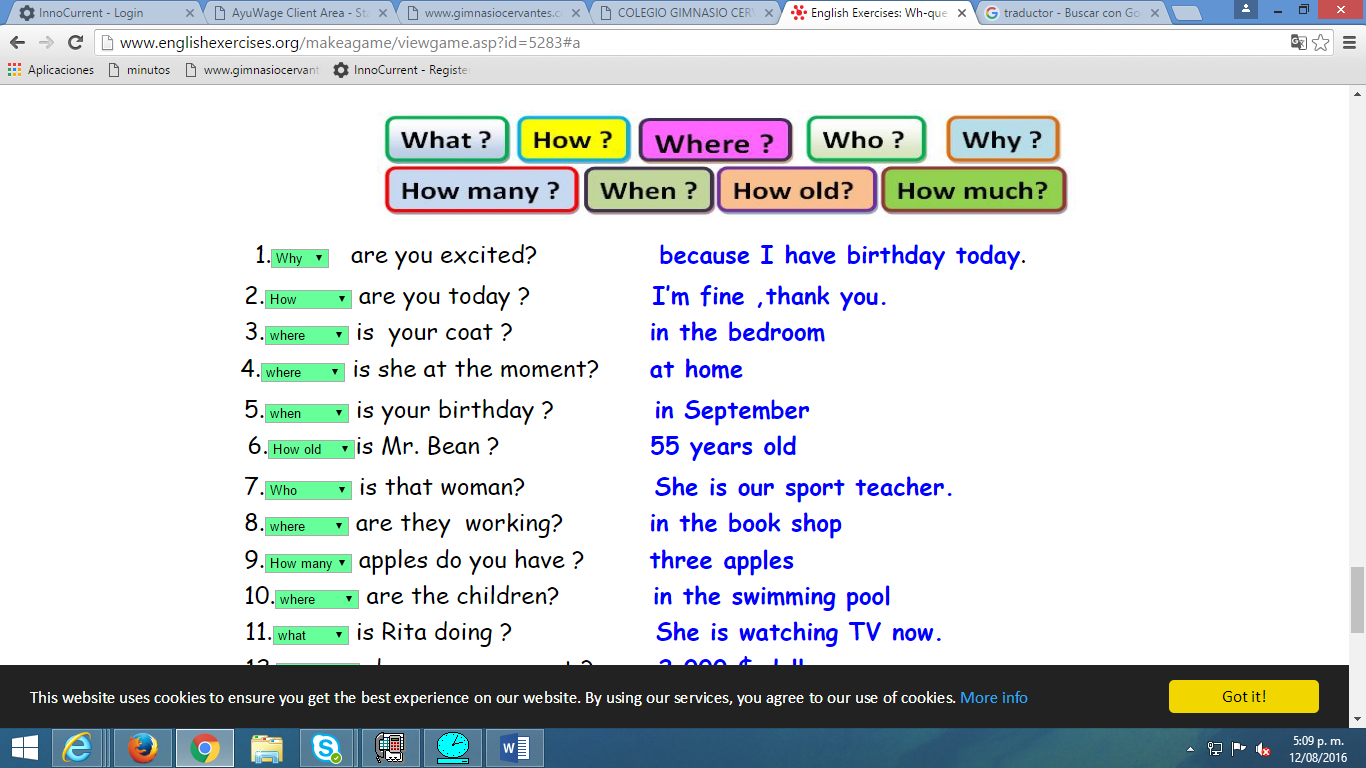 InnoCurrent - Login
AyuWage Client Area - Sta
www.gimnasiocervantes.c
COLEGIO GIMNASIO CER
English Exercises: Wh-que
traductor - Buscar con Go
www.englishexercises.org/makeagame/viewgame.asp?id=5283#a
Aplicaciones minutos www.gimnasiocervant InnoCurrent - Registe
What ? How ? Where ? Who ? Why ?
How many ? When ? How old? How much?
1. Why are you excited? because I have birthday today.
2. How are you today ? I'm fine ,thank you.
3. where is your coat ? in the bedroom
4. where is she at the moment? at home
5. when is your birthday ? in September
6. How old is Mr. Bean ? 55 years old
7. Who is that woman? She is our sport teacher.
8. where are they working? in the book shop
9. How many apples do you have ? three apples
10. where are the children? in the swimming pool
11. what is Rita doing ? She is watching TV now.
This website uses cookies to ensure you get the best experience on our website. By using our services, you agree to our use of cookies. More info Got it!
5:09 p. m.
12/08/2016